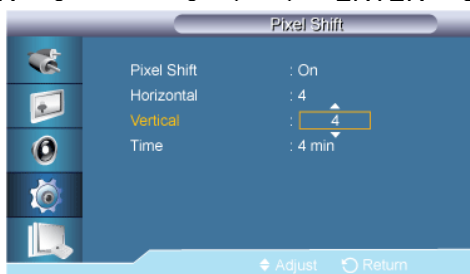 Pixel Shift
Pixel Shift : On
Horizontal : 4
Vertical : 4
Time : 4 min
Adjust Return